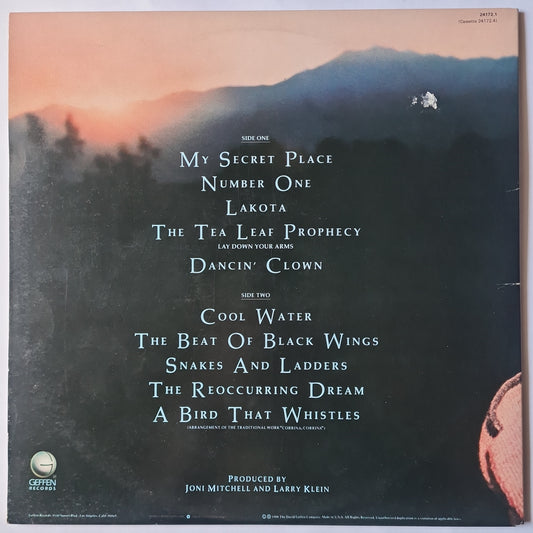 24172.1
(Cassette 24172.4)
SIDE ONE
MY SECRET PLACE
NUMBER ONE
LAKOTA
THE TEA LEAF PROPHECY
LAY DOWN YOUR ARMS
DANCIN' CLOWN
SIDE TWO
COOL WATER
THE BEAT OF BLACK WINGS
SNAKES AND LADDERS
THE REOCCURRING DREAM
A BIRD THAT WHISTLES
(ARRANGEMENT OF THE TRADITIONAL WORK "CORRINA, CORRINA")
PRODUCED BY
JONI MITCHELL AND LARRY KLEIN
GEFFEN
RECORDS